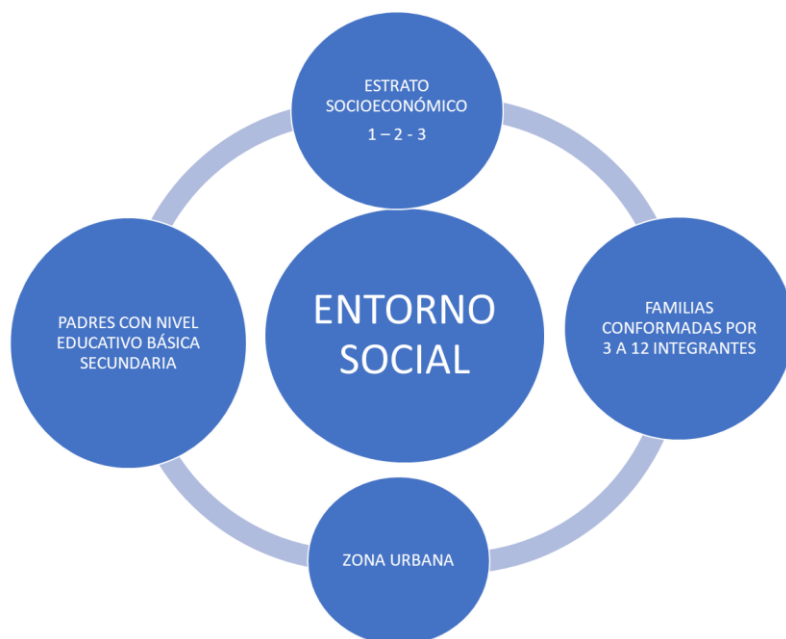 ESTRATO
SOCIOECONÓMICO
1 – 2 - 3
ENTORNO
SOCIAL
PADRES CON NIVEL
EDUCATIVO BÁSICA
SECUNDARIA
FAMILIAS
CONFORMADAS POR
3 A 12 INTEGRANTES
ZONA URBANA